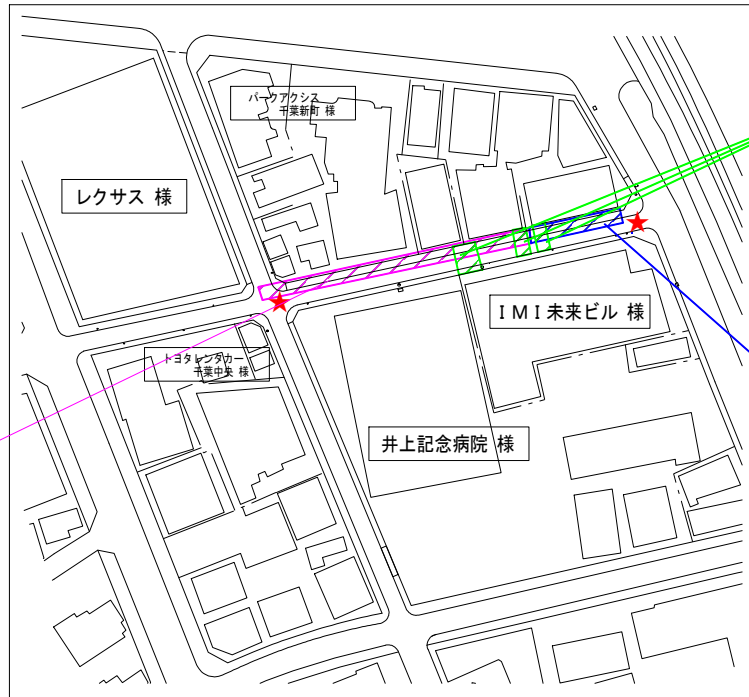 パークアクシス
千葉新町 様
レクサス 様
ＩＭＩ未来ビル 様
トヨタレンタカー
千葉中央 様
井上記念病院 様